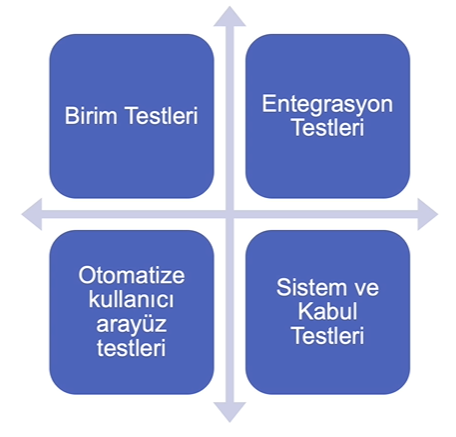 Birim Testleri
Entegrasyon
Testleri
Otomatize
kullanıcı
arayüz
testleri
Sistem ve
Kabul
Testleri